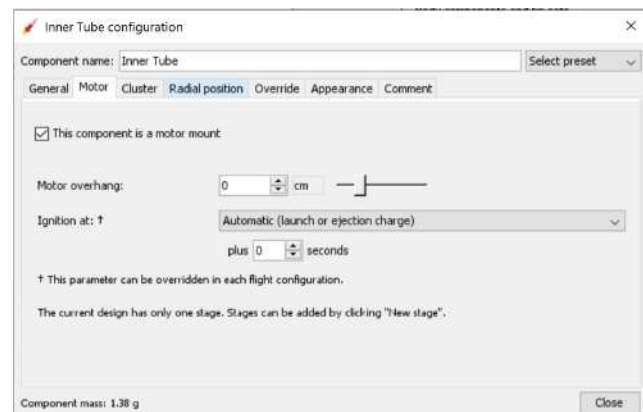 Inner Tube configuration
Component name: Inner Tube Select preset
General Motor Cluster Radial position Override Appearance Comment
This component is a motor mount
Motor overhang: 0 cm
Ignition at: † Automatic (launch or ejection charge)
plus 0 seconds
† This parameter can be overridden in each flight configuration.
The current design has only one stage. Stages can be added by clicking "New stage".
Component mass: 1.38 g Close